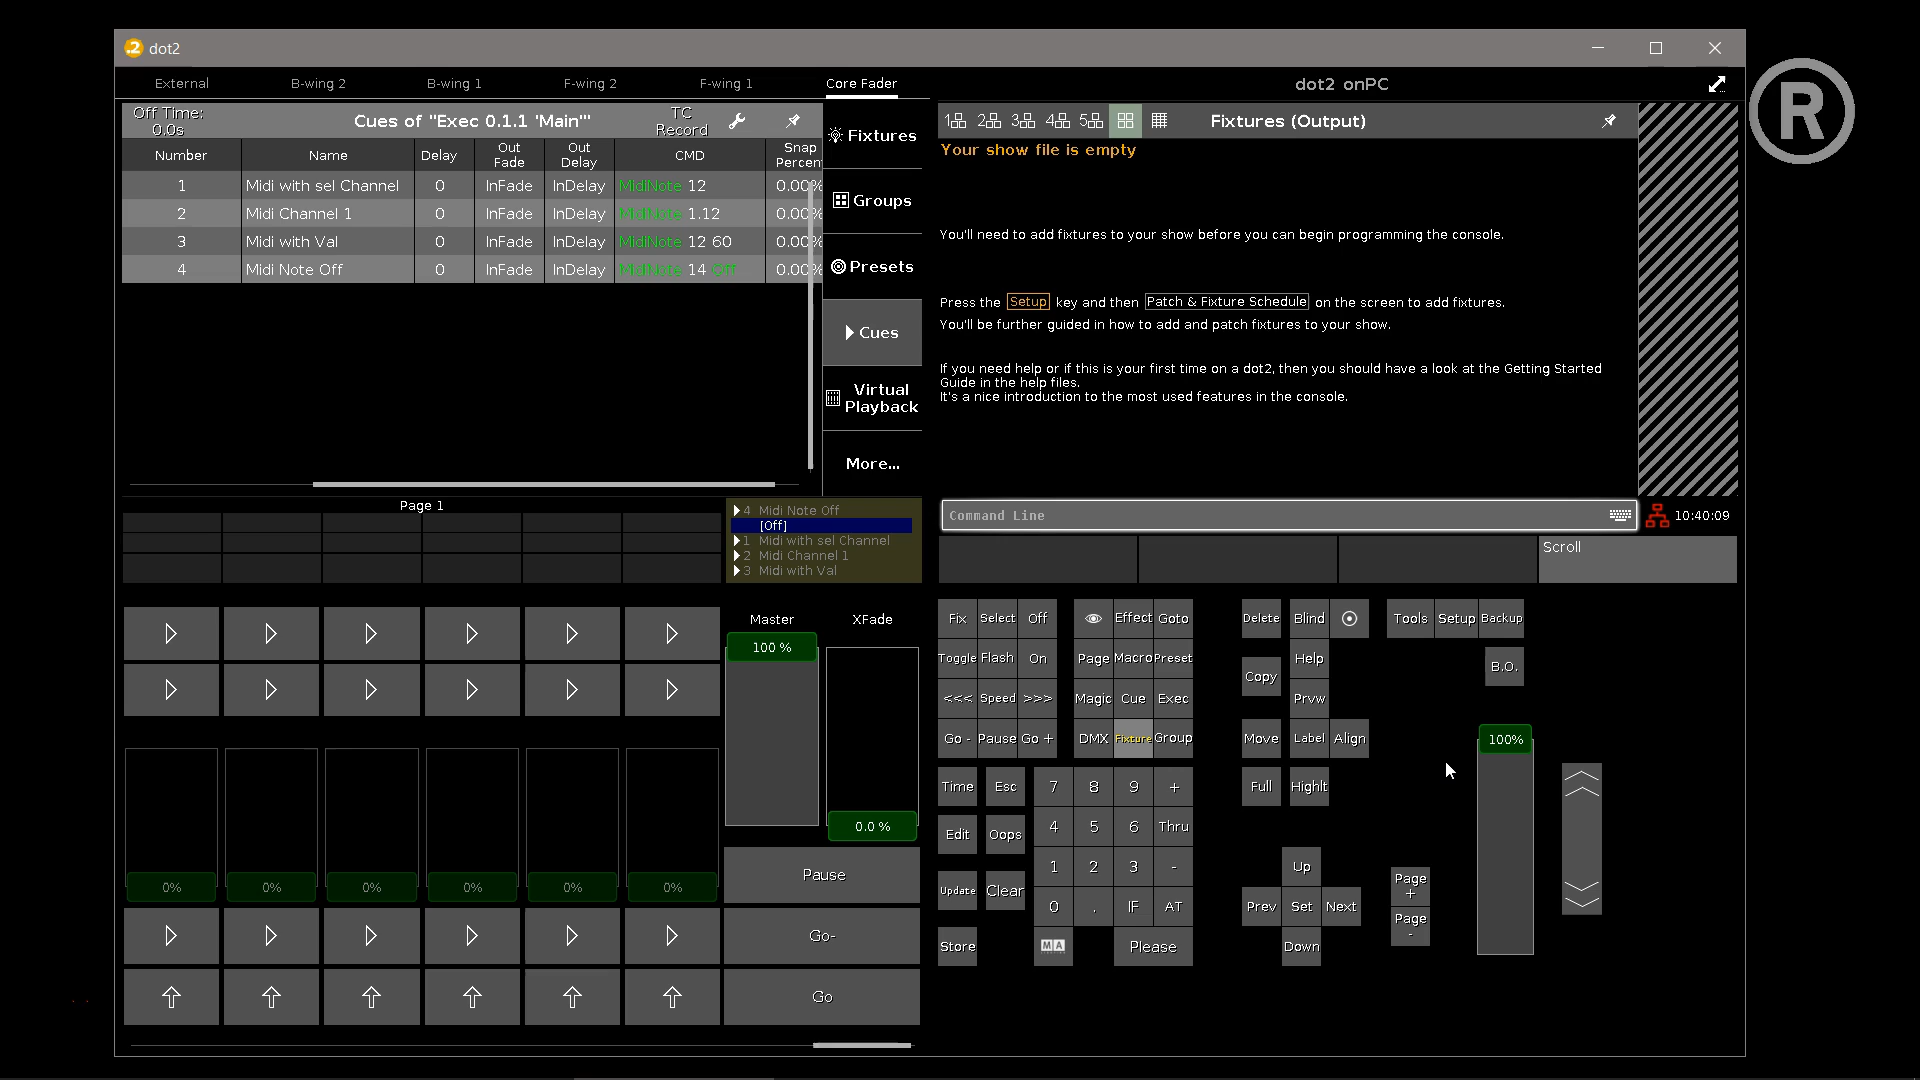 dot2
External B-wing 2 B-wing 1 F-wing 2 F-wing 1 Core Fader
dot2 onPC
Off Time:
0.0s
Cues of "Exec 0.1.1 'Main'"
TC
Record
Number Name Delay Out Fade Out Delay CMD Snap Percen
1 Midi with sel Channel 0 InFade InDelay MidiNote 12 0.00%
2 Midi Channel 1 0 InFade InDelay MidiNote 1.12 0.00%
3 Midi with Val 0 InFade InDelay MidiNote 12 60 0.00%
4 Midi Note Off 0 InFade InDelay MidiNote 14 Off 0.00%
Fixtures
Groups
Presets
Cues
Virtual
Playback
More...
1 2 3 4 5 Fixtures (Output)
Your show file is empty
You'll need to add fixtures to your show before you can begin programming the console.
Press the Setup key and then Patch & Fixture Schedule on the screen to add fixtures.
You'll be further guided in how to add and patch fixtures to your show.
If you need help or if this is your first time on a dot2, then you should have a look at the Getting Started
Guide in the help files.
It's a nice introduction to the most used features in the console.
R
Page 1
4 Midi Note Off
[Off]
1 Midi with sel Channel
2 Midi Channel 1
3 Midi with Val
Command Line
10:40:09
Scroll
Master XFade
100 %
0.0 %
0% 0% 0% 0% 0% 0%
Pause
Go-
Go
Fix Select Off Effect Goto Delete Blind Tools Setup Backup
Toggle Flash On Page Macro Preset Copy Help B.O.
<<< Speed >>> Magic Cue Exec Prvw
Go - Pause Go + DMX Fixture Group Move Label Align 100%
Time Esc 7 8 9 + Full Highlt
Edit Oops 4 5 6 Thru
Update Clear 1 2 3 - Up Page +
0 . IF AT Prev Set Next Page -
Store MA Please Down